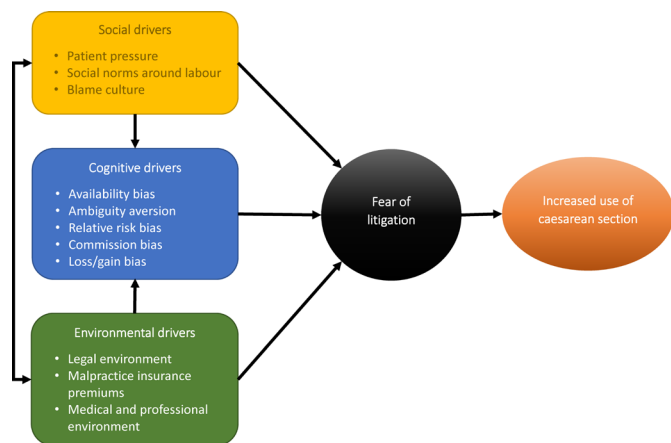 Social drivers
• Patient pressure
• Social norms around labour
• Blame culture
Cognitive drivers
• Availability bias
• Ambiguity aversion
• Relative risk bias
• Commission bias
• Loss/gain bias
Environmental drivers
• Legal environment
• Malpractice insurance
premiums
• Medical and professional
environment
Fear of
litigation
Increased use of
caesarean section